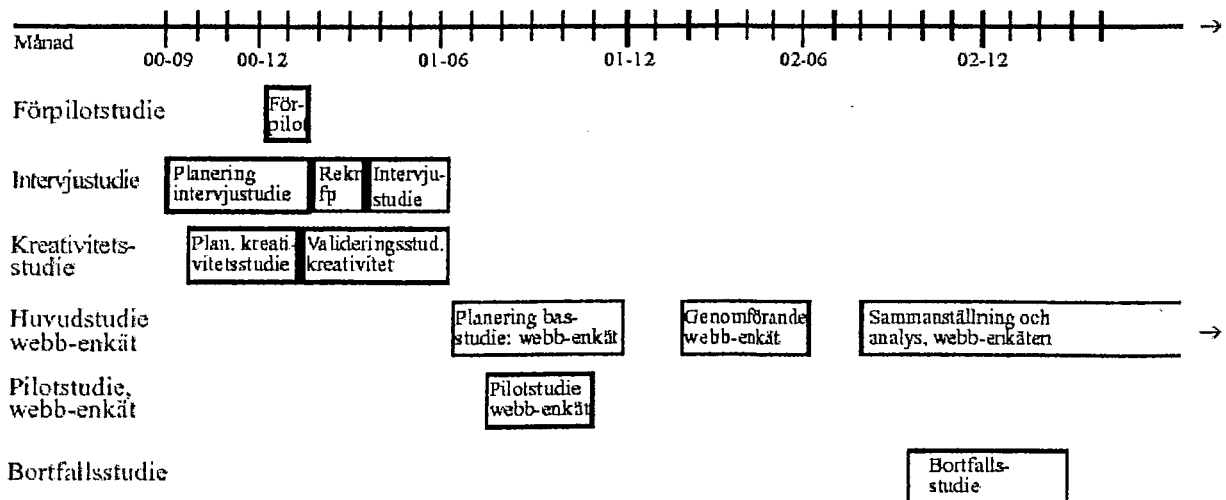 Månad
00-09 00-12 01-06 01-12 02-06 02-12
Förpilotstudie
För-
pilot
Intervjustudie
Planering
intervjustudie
Rekr
fp
Intervju-
studie
Kreativitets-
studie
Plan. kreati-
vitetsstudie
Valideringsstud.
kreativitet
Huvudstudie
webb-enkät
Planering bas-
studie: webb-enkät
Genomförande
webb-enkät
Sammanställning och
analys, webb-enkäten
Pilotstudie,
webb-enkät
Pilotstudie
webb-enkät
Bortfallsstudie
Bortfalls-
studie